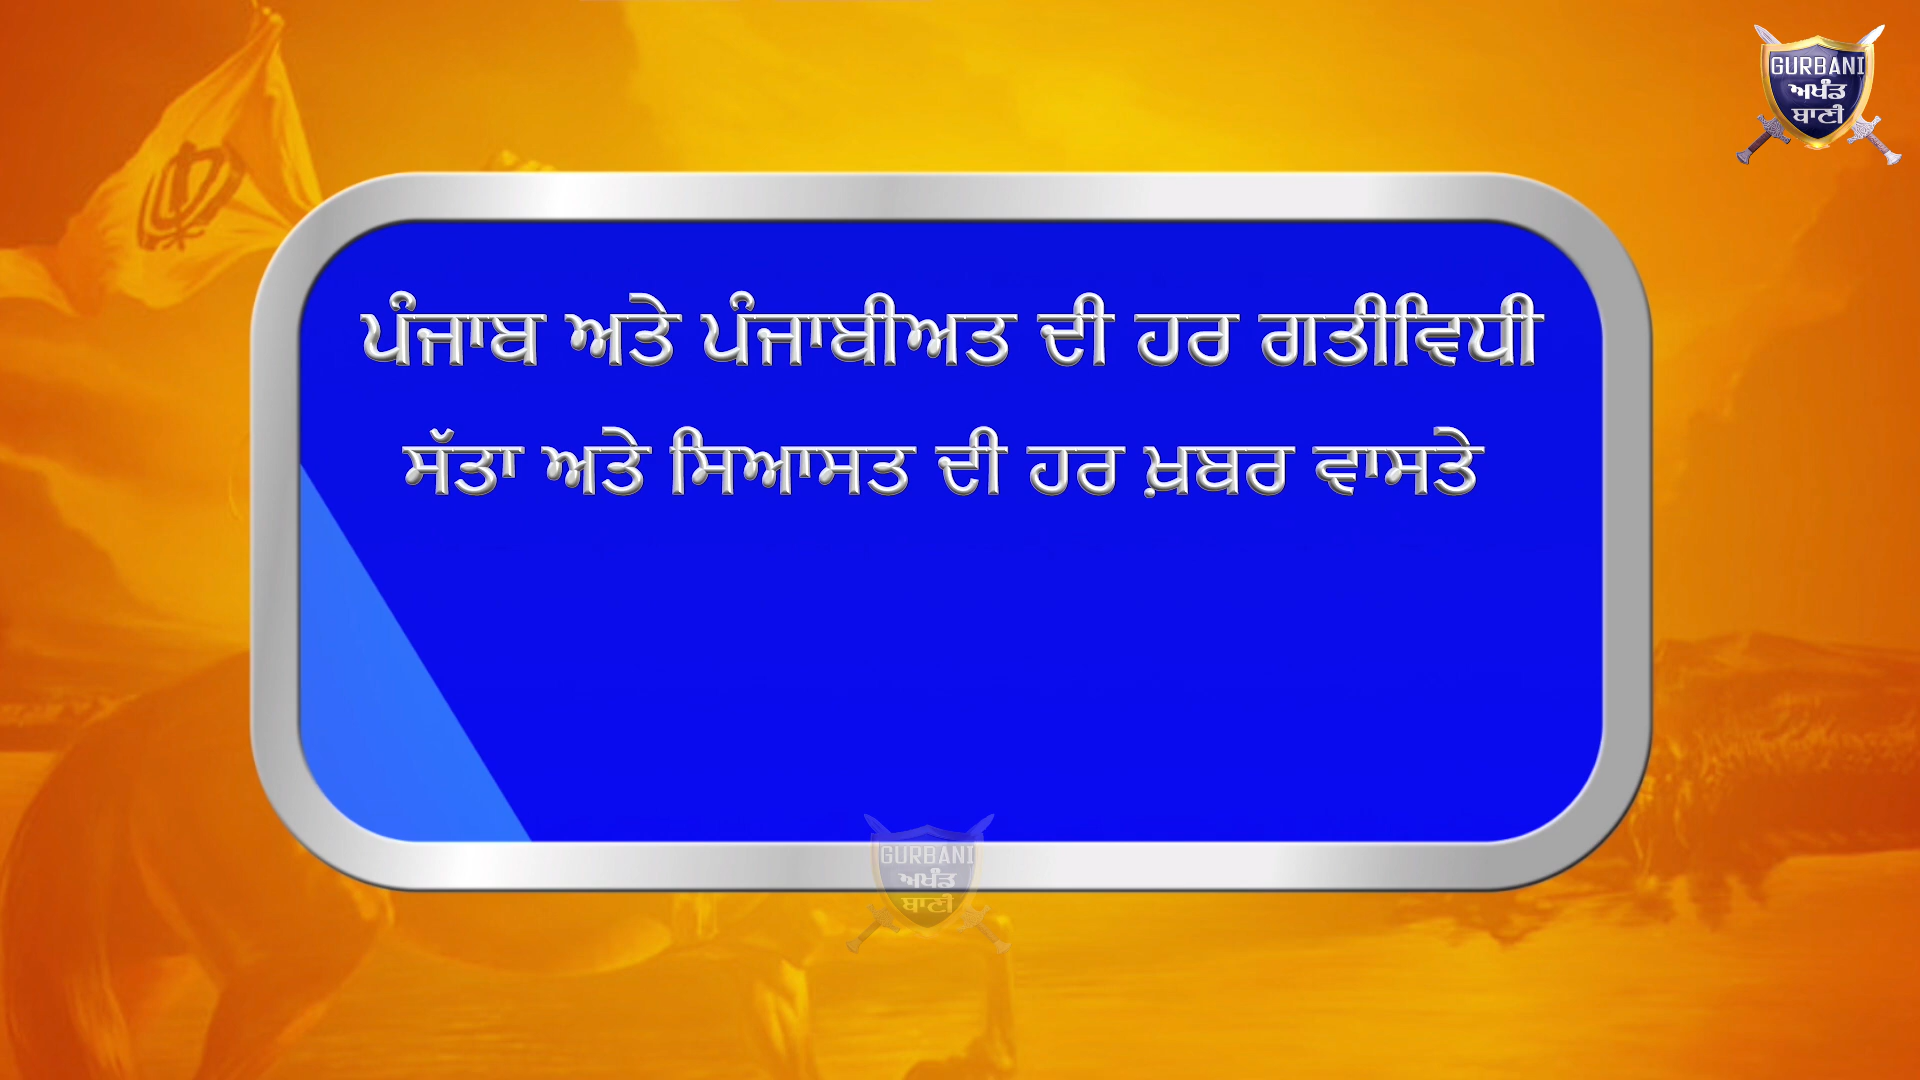 GURBANI
ਅਖੰਡ
ਬਾਣੀ
ਪੰਜਾਬ ਅਤੇ ਪੰਜਾਬੀਅਤ ਦੀ ਹਰ ਗਤੀਵਿਧੀ
ਸੱਤਾ ਅਤੇ ਸਿਆਸਤ ਦੀ ਹਰ ਖ਼ਬਰ ਵਾਸਤੇ
GURBANI
ਅਖੰਡ
ਬਾਣੀ